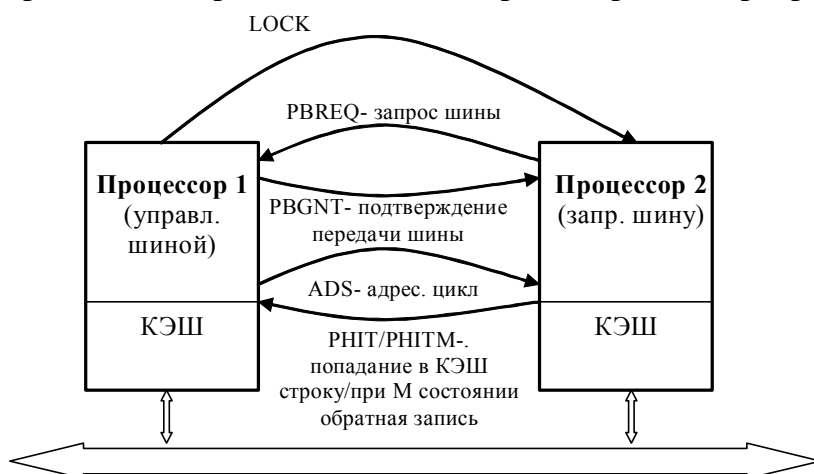 LOCK
PBREQ- запрос шины
Процессор 1
(управл.
шиной)
КЭШ
PBGNT- подтверждение
передачи шины
ADS- адрес. цикл
PHIT/PHITM-.
попадание в КЭШ
строку/при М состоянии
обратная запись
Процессор 2
(запр. шину)
КЭШ